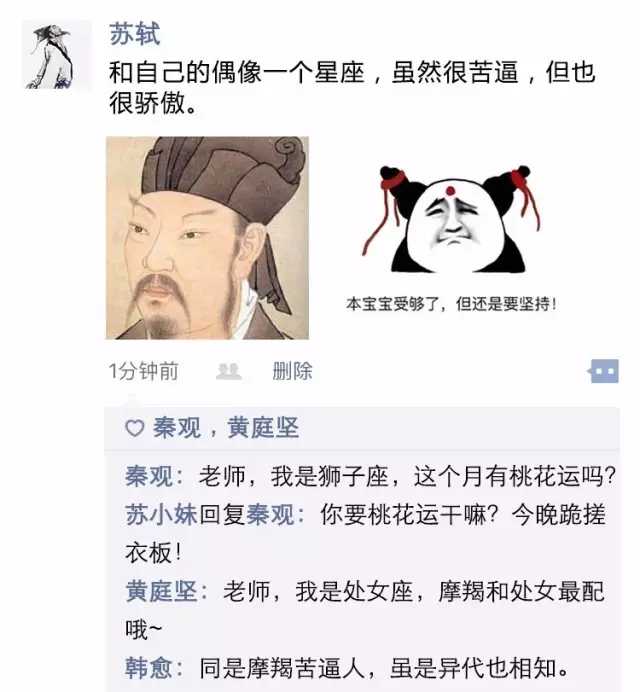 苏轼
和自己的偶像一个星座，虽然很苦逼，但也
很骄傲。
本宝宝受够了，但还是要坚持！
1分钟前 删除
秦观，黄庭坚
秦观：老师，我是狮子座，这个月有桃花运吗？
苏小妹回复秦观：你要桃花运干嘛？今晚跪搓
衣板！
黄庭坚：老师，我是处女座，摩羯和处女最配
哦~
韩愈：同是摩羯苦逼人，虽是异代也相知。